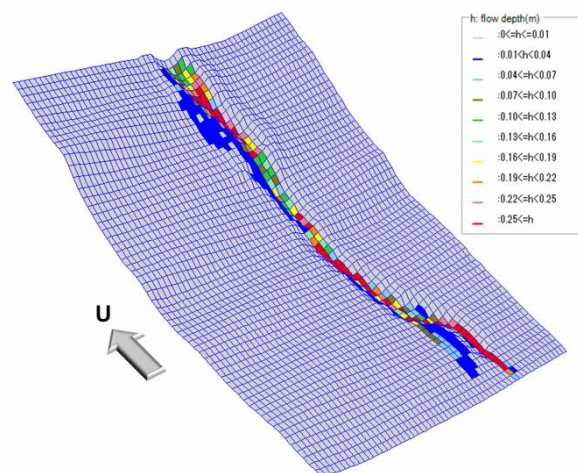 h: flow depth(m)
:0<=h<=0.01
:0.01<h<0.04
:0.04<=h<0.07
:0.07<=h<0.10
:0.10<=h<0.13
:0.13<=h<0.16
:0.16<=h<0.19
:0.19<=h<0.22
:0.22<=h<0.25
:0.25<=h
U